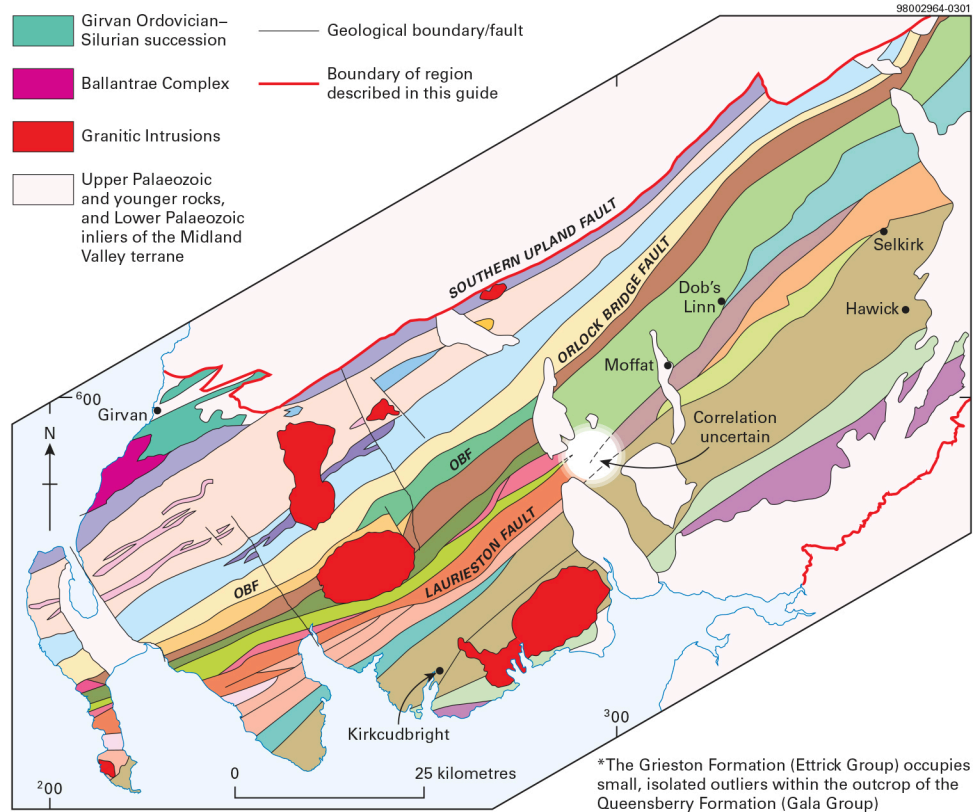 98002964-0301
Girvan Ordovician–
Silurian succession
Ballantrae Complex
Granitic Intrusions
Upper Palaeozoic
and younger rocks,
and Lower Palaeozoic
inliers of the Midland
Valley terrane
Geological boundary/fault
Boundary of region
described in this guide
SOUTHERN UPLAND FAULT
ORLOCK BRIDGE FAULT
Selkirk
Dob's
Linn
Hawick
Moffat
600
Girvan
N
Correlation
uncertain
OBF
LAURIESTON FAULT
OBF
Kirkcudbright
300
200
0
25 kilometres
*The Grieston Formation (Ettrick Group) occupies
small, isolated outliers within the outcrop of the
Queensberry Formation (Gala Group)